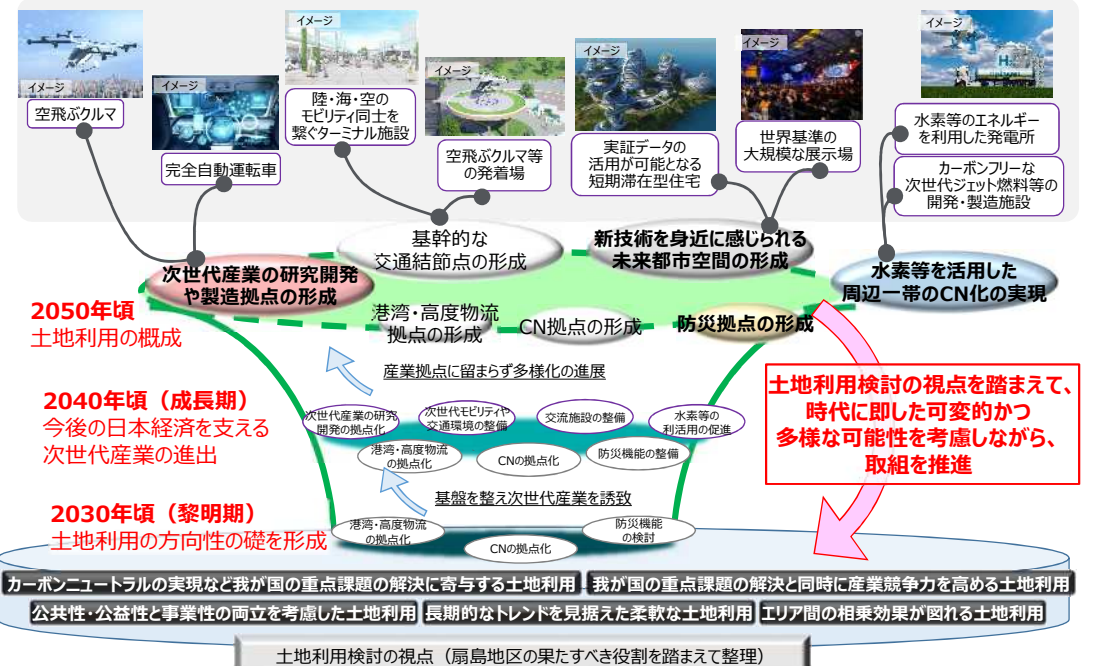 イメージ
空飛ぶクルマ
イメージ
完全自動運転車
イメージ
陸・海・空の
モビリティ同士を
繋ぐターミナル施設
イメージ
空飛ぶクルマ等
の発着場
イメージ
実証データの
活用が可能となる
短期滞在型住宅
イメージ
世界基準の
大規模な展示場
イメージ
H2
水素等のエネルギー
を利用した発電所
カーボンフリーな
次世代ジェット燃料等の
開発・製造施設
次世代産業の研究開発
や製造拠点の形成
基幹的な
交通結節点の形成
新技術を身近に感じられる
未来都市空間の形成
水素等を活用した
周辺一帯のCN化の実現
港湾・高度物流
拠点の形成
CN拠点の形成
防災拠点の形成
2050年頃
土地利用の概成
産業拠点に留まらず多様化の進展
2040年頃（成長期）
今後の日本経済を支える
次世代産業の進出
次世代産業の研究
開発の拠点化
次世代モビリティや
交通環境の整備
交流施設の整備
水素等の
利活用の促進
港湾・高度物流
の拠点化
CNの拠点化
防災機能の整備
基盤を整え次世代産業を誘致
2030年頃（黎明期）
土地利用の方向性の礎を形成
港湾・高度物流
の拠点化
CNの拠点化
防災機能
の検討
土地利用検討の視点を踏まえて、
時代に即した可変的かつ
多様な可能性を考慮しながら、
取組を推進
カーボンニュートラルの実現など我が国の重点課題の解決に寄与する土地利用
我が国の重点課題の解決と同時に産業競争力を高める土地利用
公共性・公益性と事業性の両立を考慮した土地利用
長期的なトレンドを見据えた柔軟な土地利用
エリア間の相乗効果が図れる土地利用
土地利用検討の視点（扇島地区の果たすべき役割を踏まえて整理）